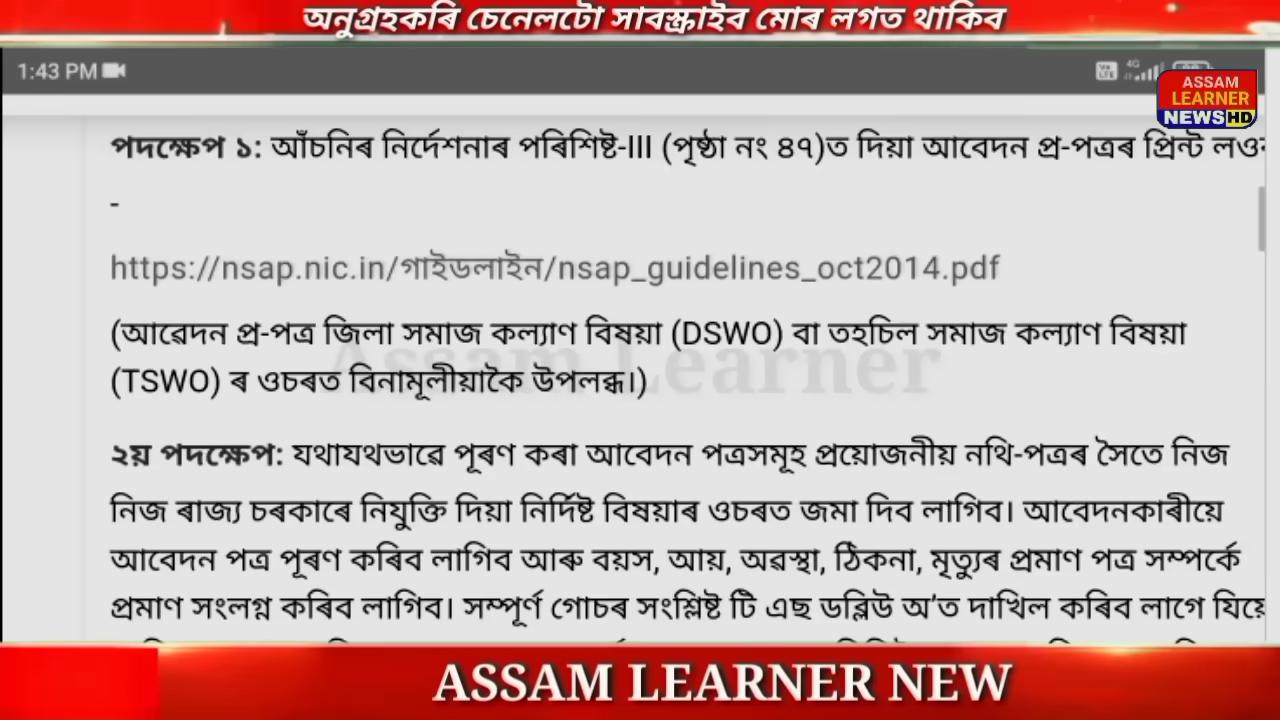 অনুগ্ৰহকৰি চেনেলটো সাবস্ক্ৰাইব মোৰ লগত থাকিব
1:43 PM
4G
ASSAM
LEARNER
NEWS HD
পদক্ষেপ ১: আঁচনিৰ নিৰ্দেশনাৰ পৰিশিষ্ট-III (পৃষ্ঠা নং ৪৭)ত দিয়া আবেদন প্ৰ-পত্ৰৰ প্ৰিন্ট
-
https://nsap.nic.in/গাইডলাইন/nsap_guidelines_oct2014.pdf
(আৱেদন প্ৰ-পত্ৰ জিলা সমাজ কল্যাণ বিষয়া (DSWO) বা তহচিল সমাজ কল্যাণ বিষয়া
(TSWO) ৰ ওচৰত বিনামূলীয়াকৈ উপলব্ধ।)
Assam Learner
২য় পদক্ষেপ: যথাযথভাৱে পূৰণ কৰা আবেদন পত্ৰসমূহ প্ৰয়োজনীয় নথি-পত্ৰৰ সৈতে নিজ
নিজ ৰাজ্য চৰকাৰে নিযুক্তি দিয়া নিৰ্দিষ্ট বিষয়াৰ ওচৰত জমা দিব লাগিব। আবেদনকাৰীয়ে
আবেদন পত্ৰ পূৰণ কৰিব লাগিব আৰু বয়স, আয়, অৱস্থা, ঠিকনা, মৃত্যুৰ প্ৰমাণ পত্ৰ সম্পৰ্কে
প্ৰমাণ সংলগ্ন কৰিব লাগিব। সম্পূৰ্ণ গোচৰ সংশ্লিষ্ট টি এছ ডব্লিউ অ'ত দাখিল কৰিব লাগে যিয়ে
ASSAM LEARNER NEW